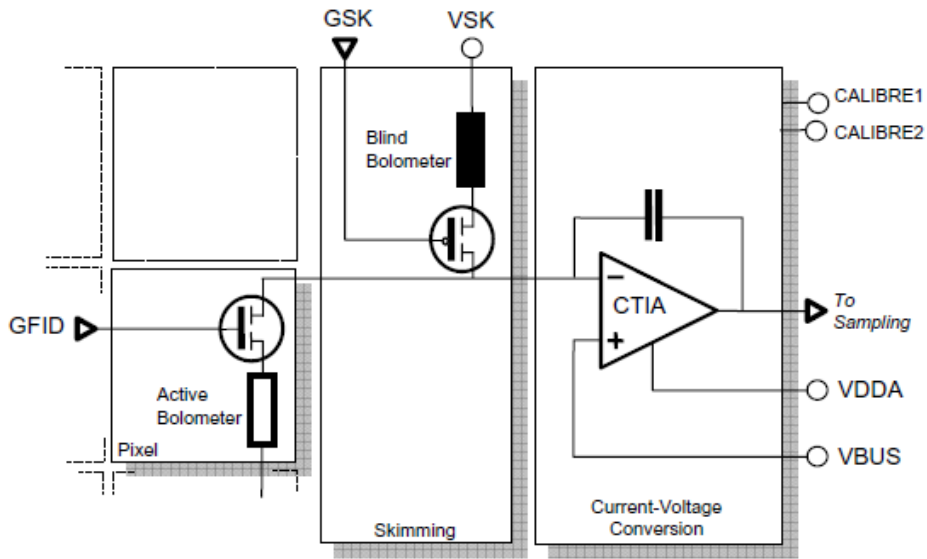 GSK
VSK
CALIBRE1
CALIBRE2
Blind
Bolometer
CTIA
To
Sampling
GFID
Active
Bolometer
Pixel
VDDA
VBUS
Skimming
Current-Voltage
Conversion